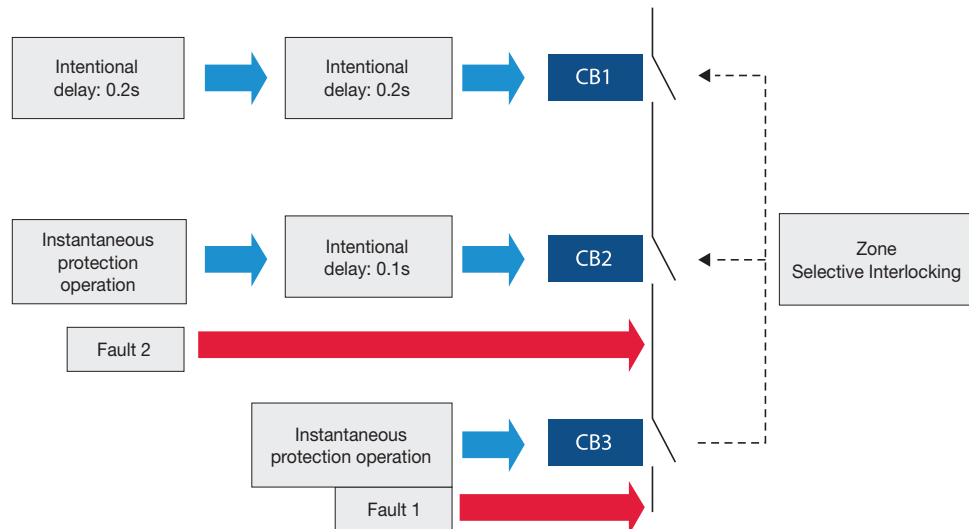 Intentional
delay: 0.2s
Intentional
delay: 0.2s
CB1
Instantaneous
protection
operation
Intentional
delay: 0.1s
CB2
Zone
Selective Interlocking
Fault 2
Instantaneous
protection operation
CB3
Fault 1